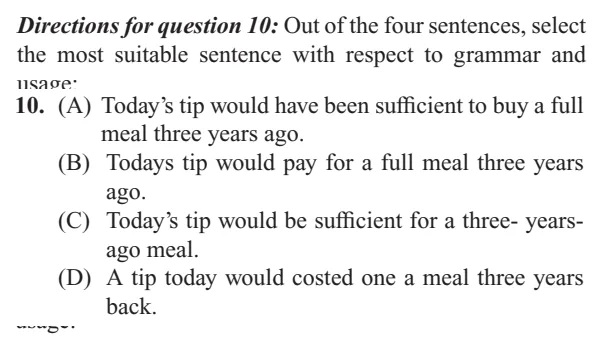 Directions for question 10: Out of the four sentences, select
the most suitable sentence with respect to grammar and
usage:
10. (A) Today’s tip would have been sufficient to buy a full
meal three years ago.
(B) Todays tip would pay for a full meal three years
ago.
(C) Today’s tip would be sufficient for a three- years-
ago meal.
(D) A tip today would costed one a meal three years
back.
usage: